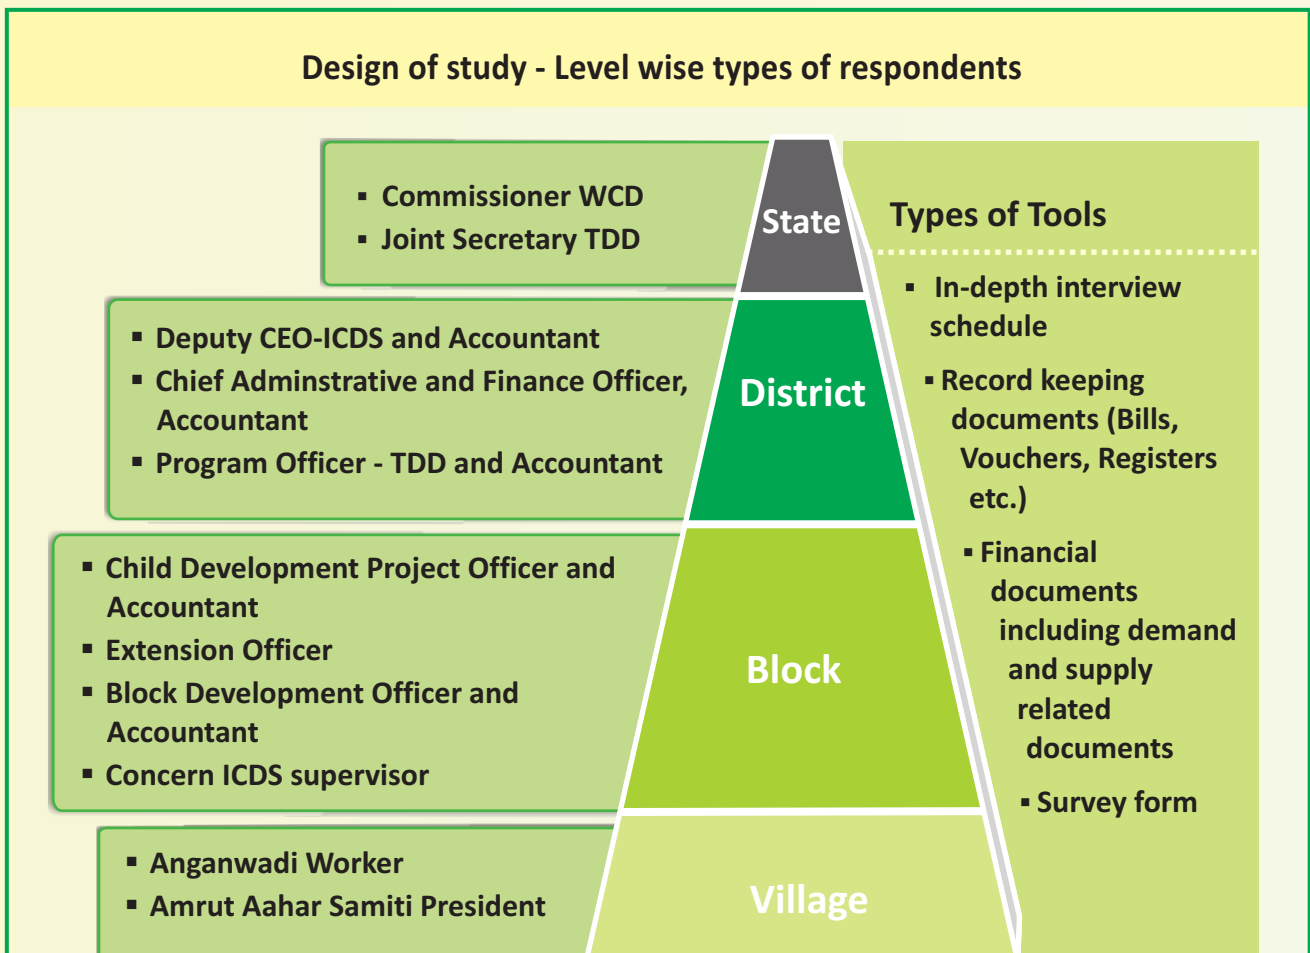 Design of study - Level wise types of respondents
▪ Commissioner WCD
▪ Joint Secretary TDD
State
▪ Deputy CEO-ICDS and Accountant
▪ Chief Adminstrative and Finance Officer,
Accountant
▪ Program Officer - TDD and Accountant
District
▪ Child Development Project Officer and
Accountant
▪ Extension Officer
▪ Block Development Officer and
Accountant
▪ Concern ICDS supervisor
Block
▪ Anganwadi Worker
▪ Amrut Aahar Samiti President
Village
Types of Tools
▪ In-depth interview
schedule
▪ Record keeping
documents (Bills,
Vouchers, Registers
etc.)
▪ Financial
documents
including demand
and supply
related
documents
▪ Survey form